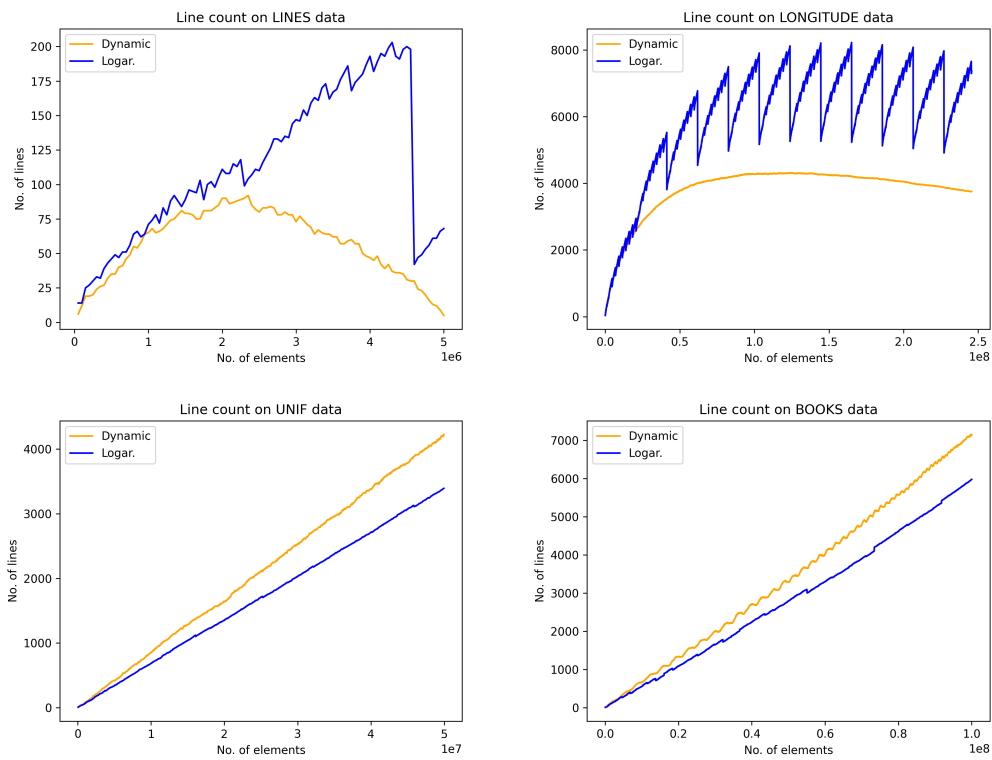 Line count on LINES data
Dynamic
Logar.
No. of lines
200
175
150
125
100
75
50
25
0
0
1
2
3
4
5
1e6
No. of elements
Line count on LONGITUDE data
Dynamic
Logar.
No. of lines
8000
6000
4000
2000
0
0.0
0.5
1.0
1.5
2.0
2.5
1e8
No. of elements
Line count on UNIF data
Dynamic
Logar.
No. of lines
4000
3000
2000
1000
0
0
1
2
3
4
5
1e7
No. of elements
Line count on BOOKS data
Dynamic
Logar.
No. of lines
7000
6000
5000
4000
3000
2000
1000
0
0.0
0.2
0.4
0.6
0.8
1.0
1e8
No. of elements